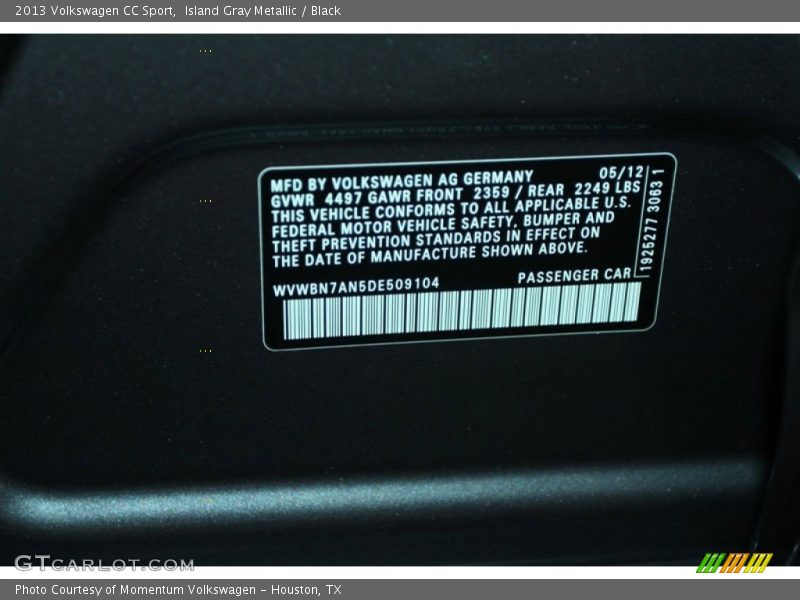 2013 Volkswagen CC Sport,  Island Gray Metallic / Black
MFD BY VOLKSWAGEN AG GERMANY 05/12
GVWR 4497 GAWR FRONT 2359 / REAR 2249 LBS
THIS VEHICLE CONFORMS TO ALL APPLICABLE U.S.
FEDERAL MOTOR VEHICLE SAFETY, BUMPER AND
THEFT PREVENTION STANDARDS IN EFFECT ON
THE DATE OF MANUFACTURE SHOWN ABOVE.
WVWBN7AN5DE509104 PASSENGER CAR
1925277 3063 1
GTCARLOT.COM
Photo Courtesy of Momentum Volkswagen - Houston, TX